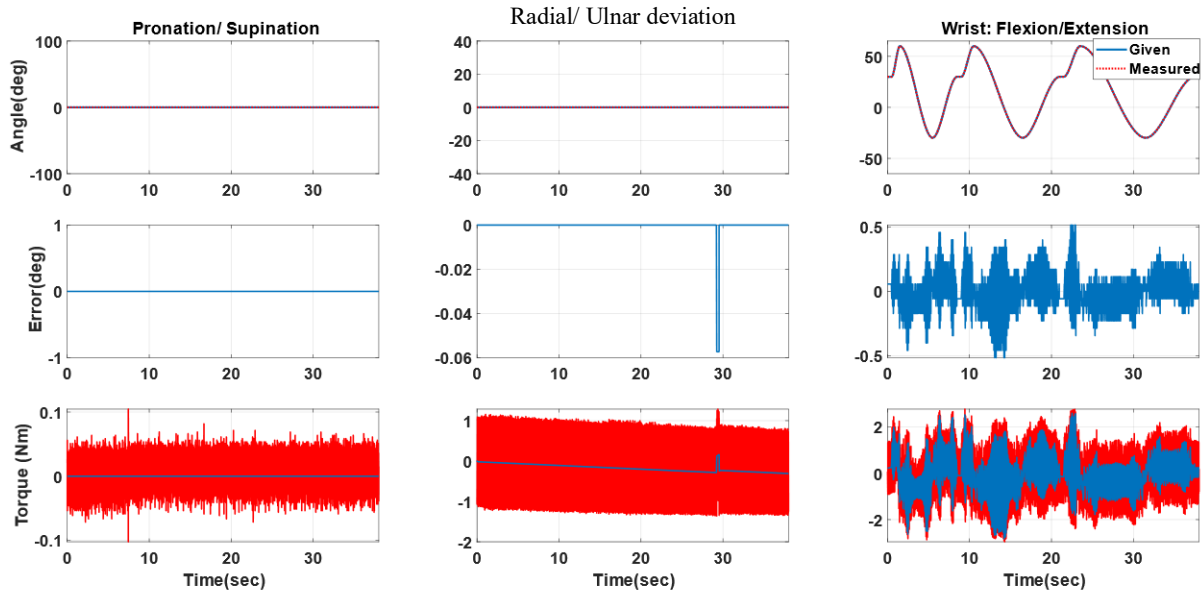 Pronation/ Supination
Radial/ Ulnar deviation
Wrist: Flexion/Extension
Given
Measured
Angle(deg)
100
0
-100
0 10 20 30
40
20
0
-20
-40
0 10 20 30
50
0
-50
0 10 20 30
Error(deg)
1
0
-1
0 10 20 30
0
-0.02
-0.04
-0.06
0 10 20 30
0.5
0
-0.5
0 10 20 30
Torque (Nm)
0.1
0
-0.1
0 10 20 30
Time(sec)
1
0
-1
-2
0 10 20 30
Time(sec)
2
0
-2
0 10 20 30
Time(sec)